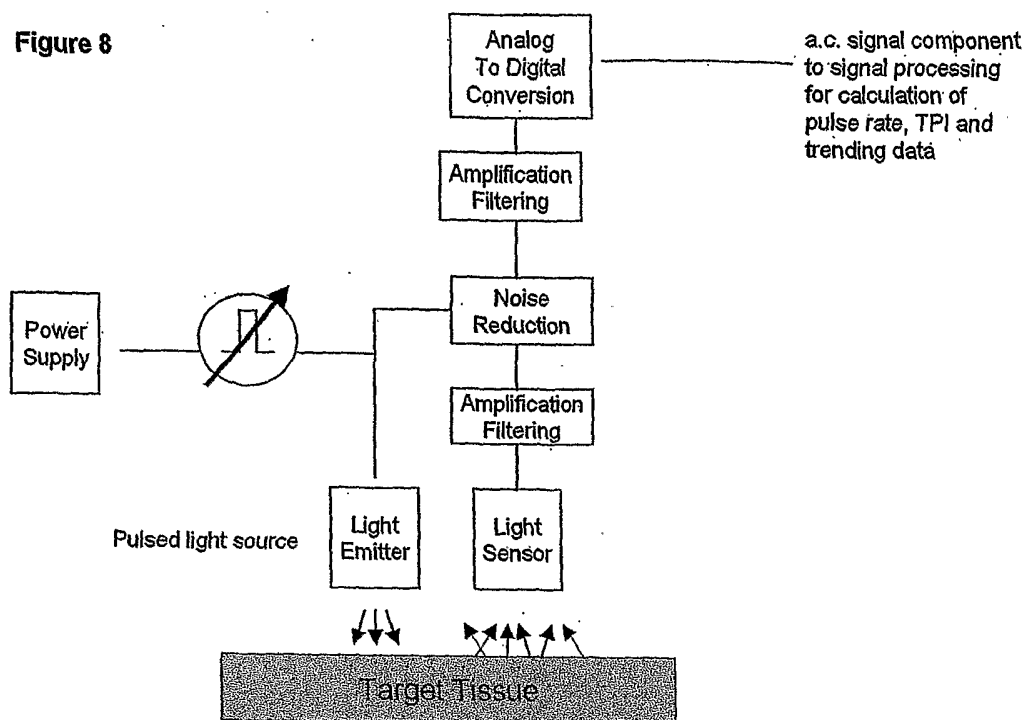 Figure 8
Analog
To Digital
Conversion
a.c. signal component
to signal processing
for calculation of
pulse rate, TPI and
trending data
Amplification
Filtering
Noise
Reduction
Power
Supply
Amplification
Filtering
Pulsed light source
Light
Emitter
Light
Sensor
Target Tissue